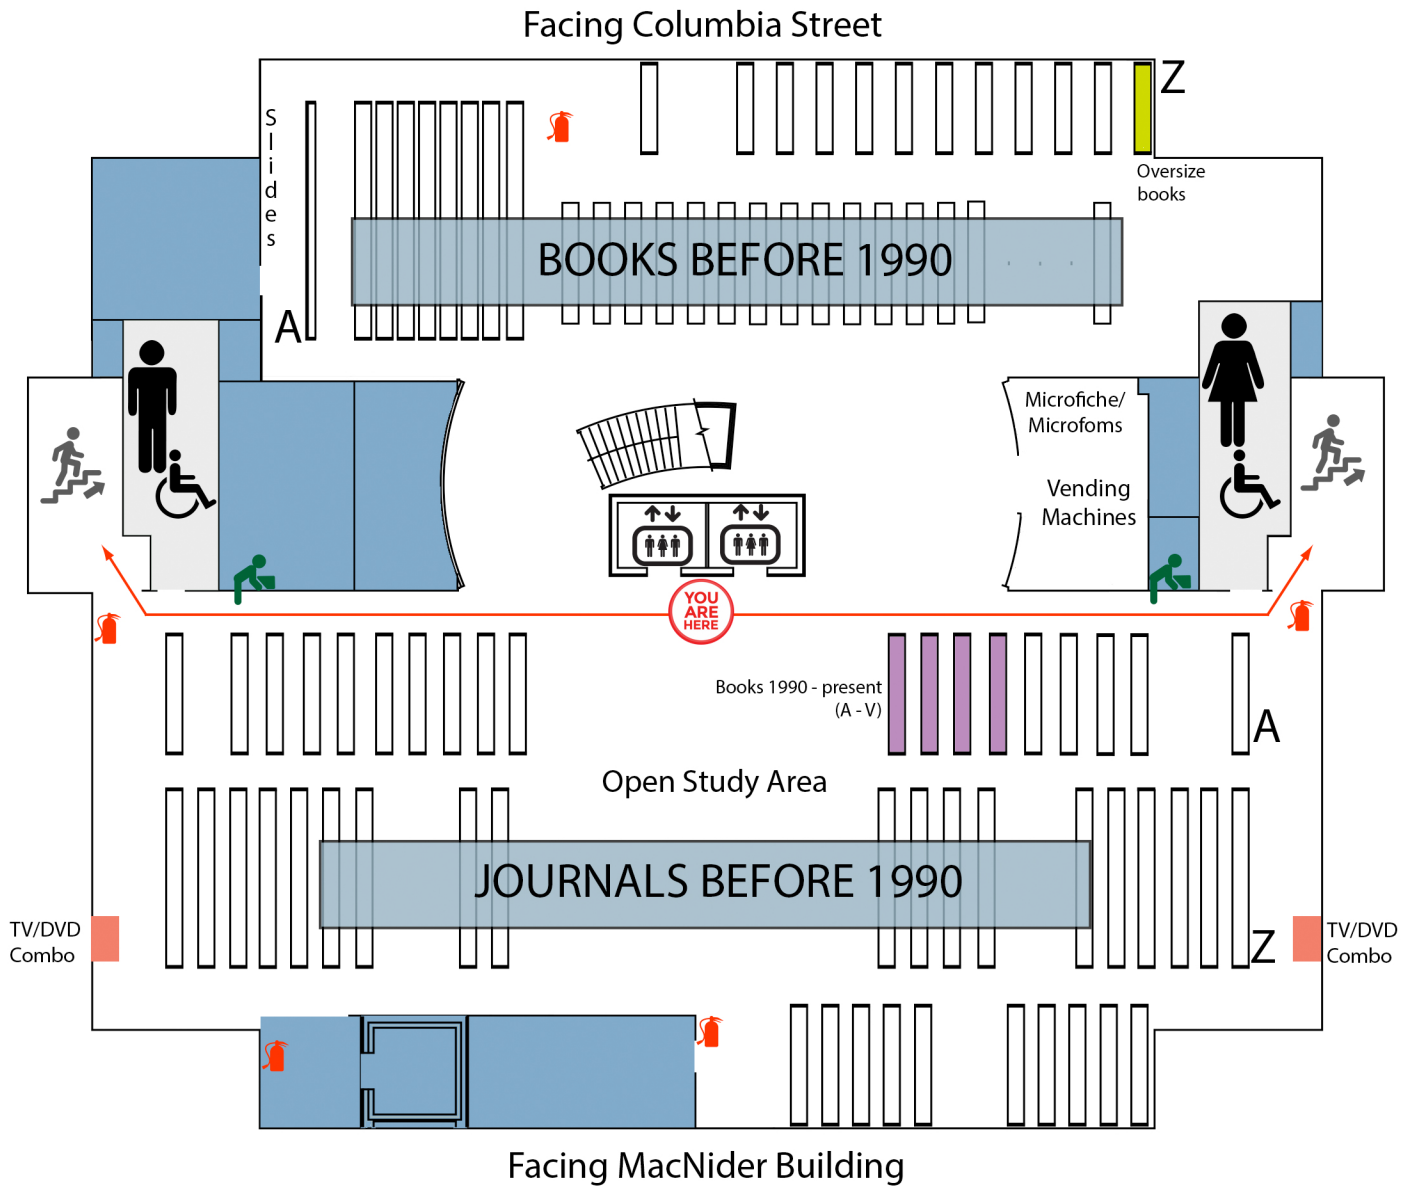 Facing Columbia Street
Z
Slides
Oversize
books
BOOKS BEFORE 1990
A
Microfiche/
Microfoms
Vending
Machines
YOU
ARE
HERE
Books 1990 - present
(A - V)
A
Open Study Area
JOURNALS BEFORE 1990
TV/DVD
Combo
Z
TV/DVD
Combo
Facing MacNider Building